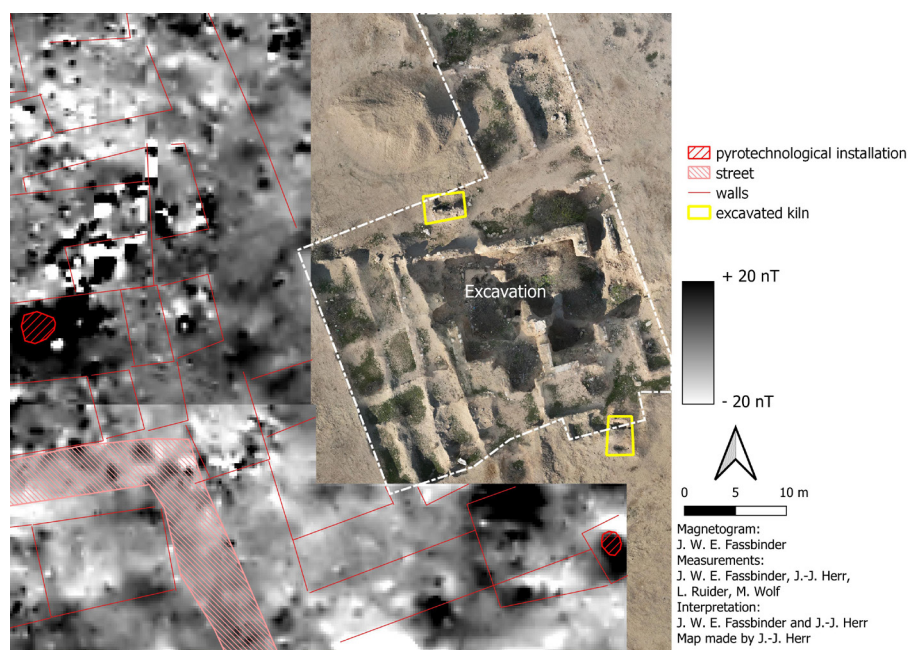 Excavation
pyrotechnological installation
street
walls
excavated kiln
+ 20 nT
- 20 nT
0 5 10 m
Magnetogram:
J. W. E. Fassbinder
Measurements:
J. W. E. Fassbinder, J.-J. Herr,
L. Ruider, M. Wolf
Interpretation:
J. W. E. Fassbinder and J.-J. Herr
Map made by J.-J. Herr